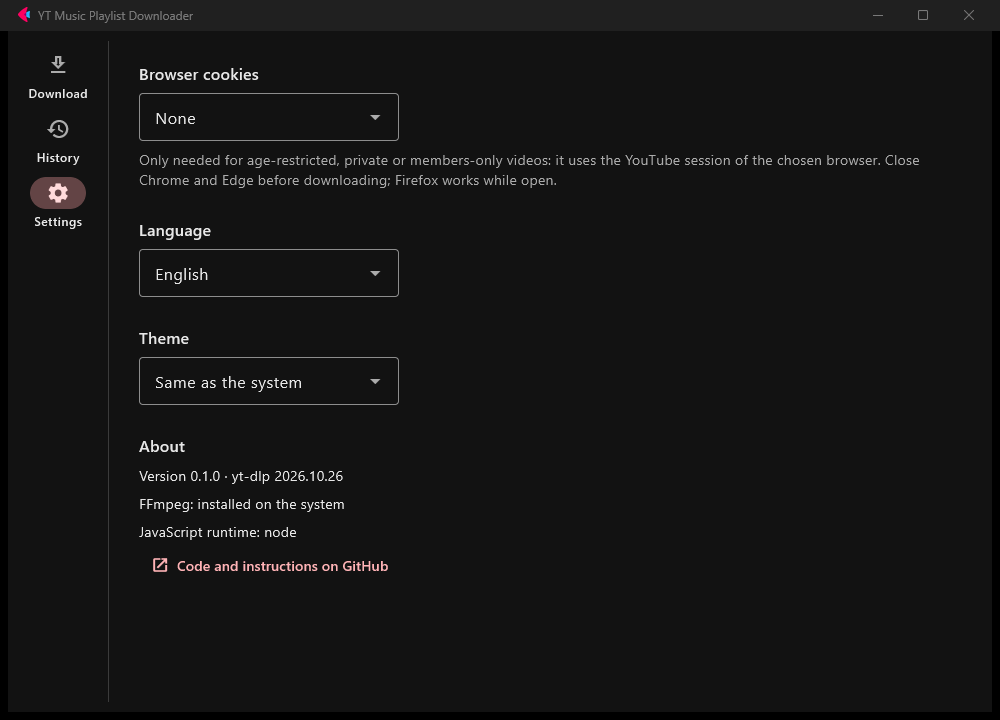 YT Music Playlist Downloader
Download
History
Settings
Browser cookies
None
Only needed for age-restricted, private or members-only videos: it uses the YouTube session of the chosen browser. Close
Chrome and Edge before downloading; Firefox works while open.
Language
English
Theme
Same as the system
About
Version 0.1.0 · yt-dlp 2026.10.26
FFmpeg: installed on the system
JavaScript runtime: node
Code and instructions on GitHub